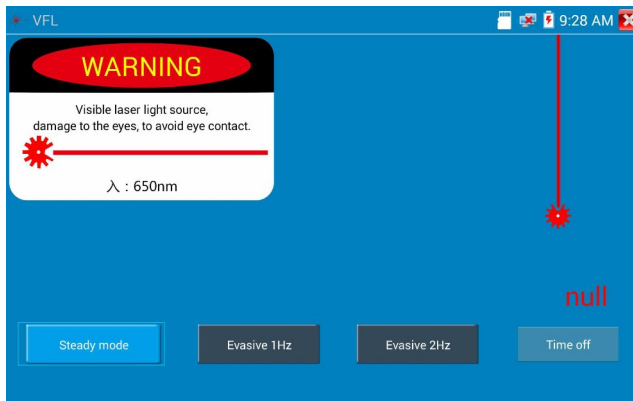 VFL
9:28 AM
WARNING
Visible laser light source,
damage to the eyes, to avoid eye contact.
入 : 650nm
null
Steady mode
Evasive 1Hz
Evasive 2Hz
Time off